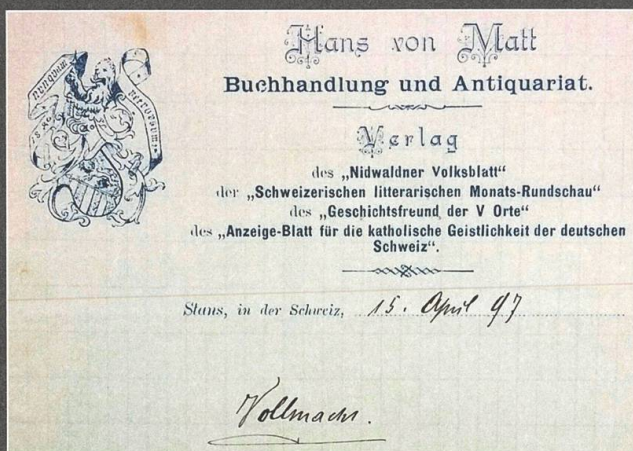 Hans von Matt
Buchhandlung und Antiquariat.
Verlag
des „Nidwaldner Volksblatt“
der „Schweizerischen litterarischen Monats-Rundschau“
des „Geschichtsfreund der V Orte“
des „Anzeige-Blatt für die katholische Geistlichkeit der deutschen
Schweiz“.
Stans, in der Schweiz, 15. April 97
Vollmacht.